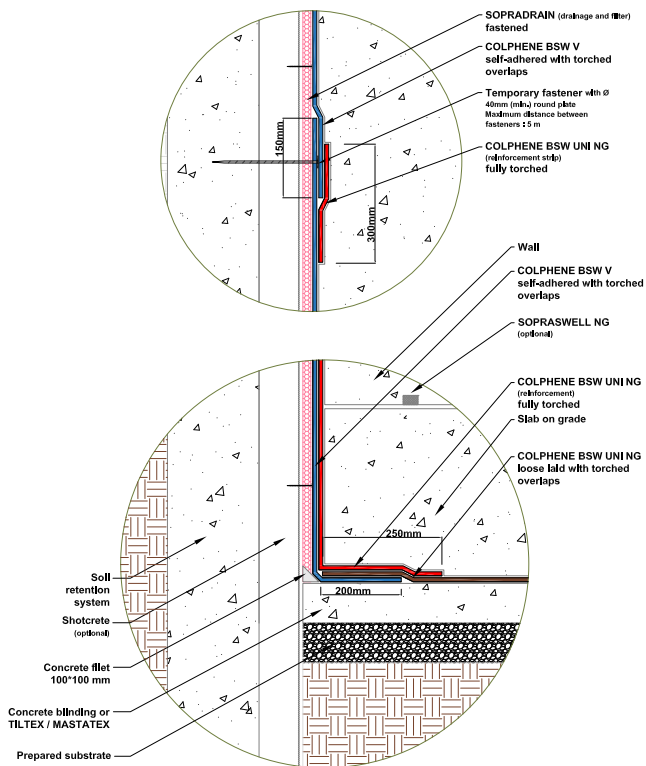 SOPRADRAIN (drainage and filter)
fastened
COLPHENE BSW V
self-adhered with torched
overlaps
Temporary fastener with Ø
40mm (min.) round plate
Maximum distance between
fasteners : 5 m
COLPHENE BSW UNI NG
(reinforcement strip)
fully torched
150mm
300mm
Wall
COLPHENE BSW V
self-adhered with torched
overlaps
SOPRASWELL NG
(optional)
COLPHENE BSW UNI NG
(reinforcement)
fully torched
Slab on grade
COLPHENE BSW UNI NG
loose laid with torched
overlaps
250mm
200mm
Soil
retention
system
Shotcrete
(optional)
Concrete fillet
100*100 mm
Concrete blinding or
TILTEX / MASTATEX
Prepared substrate